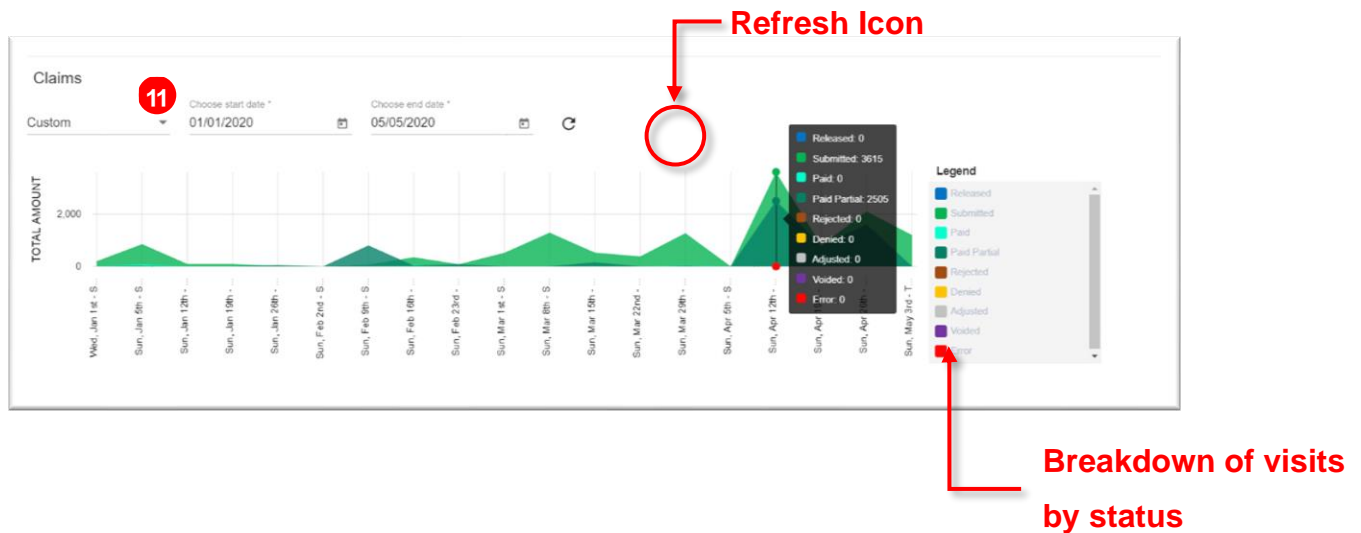 Refresh Icon
Claims
11
Choose start date *
Choose end date *
Custom
01/01/2020
05/05/2020
Released: 0
Submitted: 3615
Paid: 0
Paid Partial: 2505
Rejected: 0
Denied: 0
Adjusted: 0
Voided: 0
Error: 0
Legend
Released
Submitted
Paid
Paid Partial
Rejected
Denied
Adjusted
Voided
Error
TOTAL AMOUNT
2,000
0
Wed, Jan 1st - S...
Sun, Jan 5th - S...
Sun, Jan 12th - ...
Sun, Jan 19th - ...
Sun, Jan 26th - ...
Sun, Feb 2nd - S...
Sun, Feb 9th - S...
Sun, Feb 16th - ...
Sun, Feb 23rd - ...
Sun, Mar 1st - S...
Sun, Mar 8th - S...
Sun, Mar 15th - ...
Sun, Mar 22nd - ...
Sun, Mar 29th - ...
Sun, Apr 5th - S...
Sun, Apr 12th - ...
Sun, Apr
Sun, Apr
Sun, May 3rd - T...
Breakdown of visits
by status